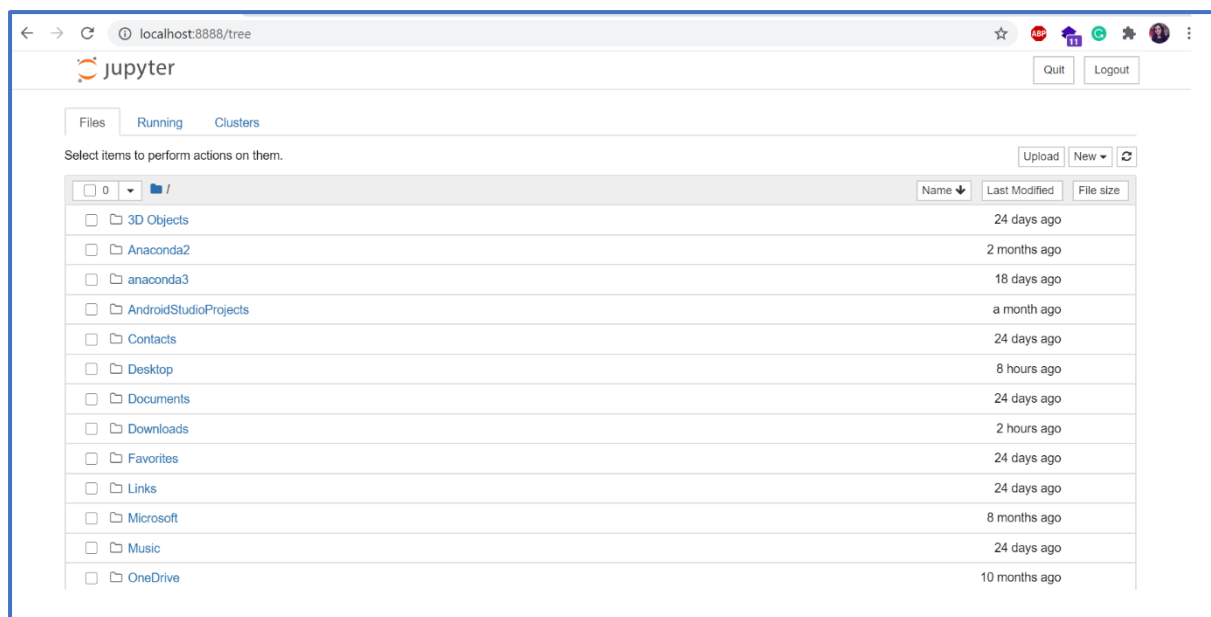 localhost:8888/tree
ABP
11
G
jupyter
Quit
Logout
Files
Running
Clusters
Select items to perform actions on them.
Upload
New
0
/
Name
Last Modified
File size
3D Objects 24 days ago
Anaconda2 2 months ago
anaconda3 18 days ago
AndroidStudioProjects a month ago
Contacts 24 days ago
Desktop 8 hours ago
Documents 24 days ago
Downloads 2 hours ago
Favorites 24 days ago
Links 24 days ago
Microsoft 8 months ago
Music 24 days ago
OneDrive 10 months ago